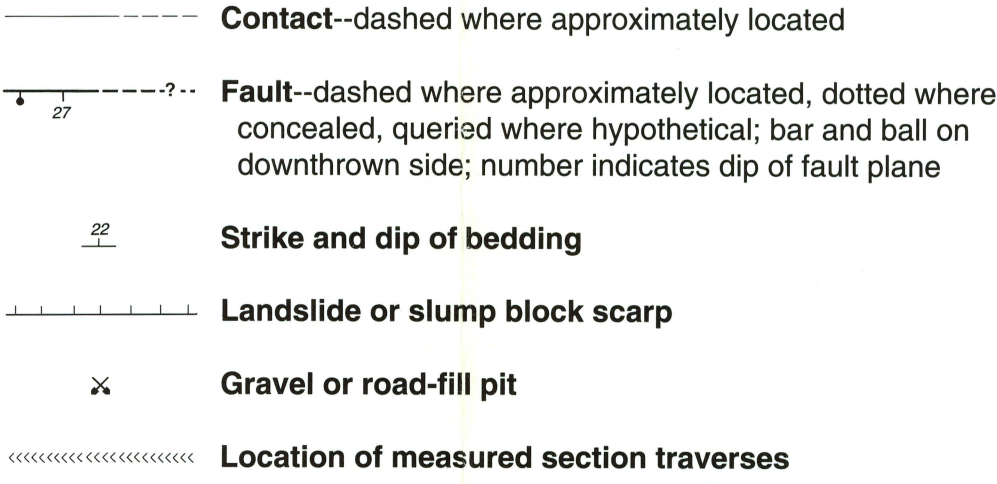 Contact--dashed where approximately located
?
27
Fault--dashed where approximately located, dotted where
concealed, queried where hypothetical; bar and ball on
downthrown side; number indicates dip of fault plane
22
Strike and dip of bedding
Landslide or slump block scarp
Gravel or road-fill pit
Location of measured section traverses